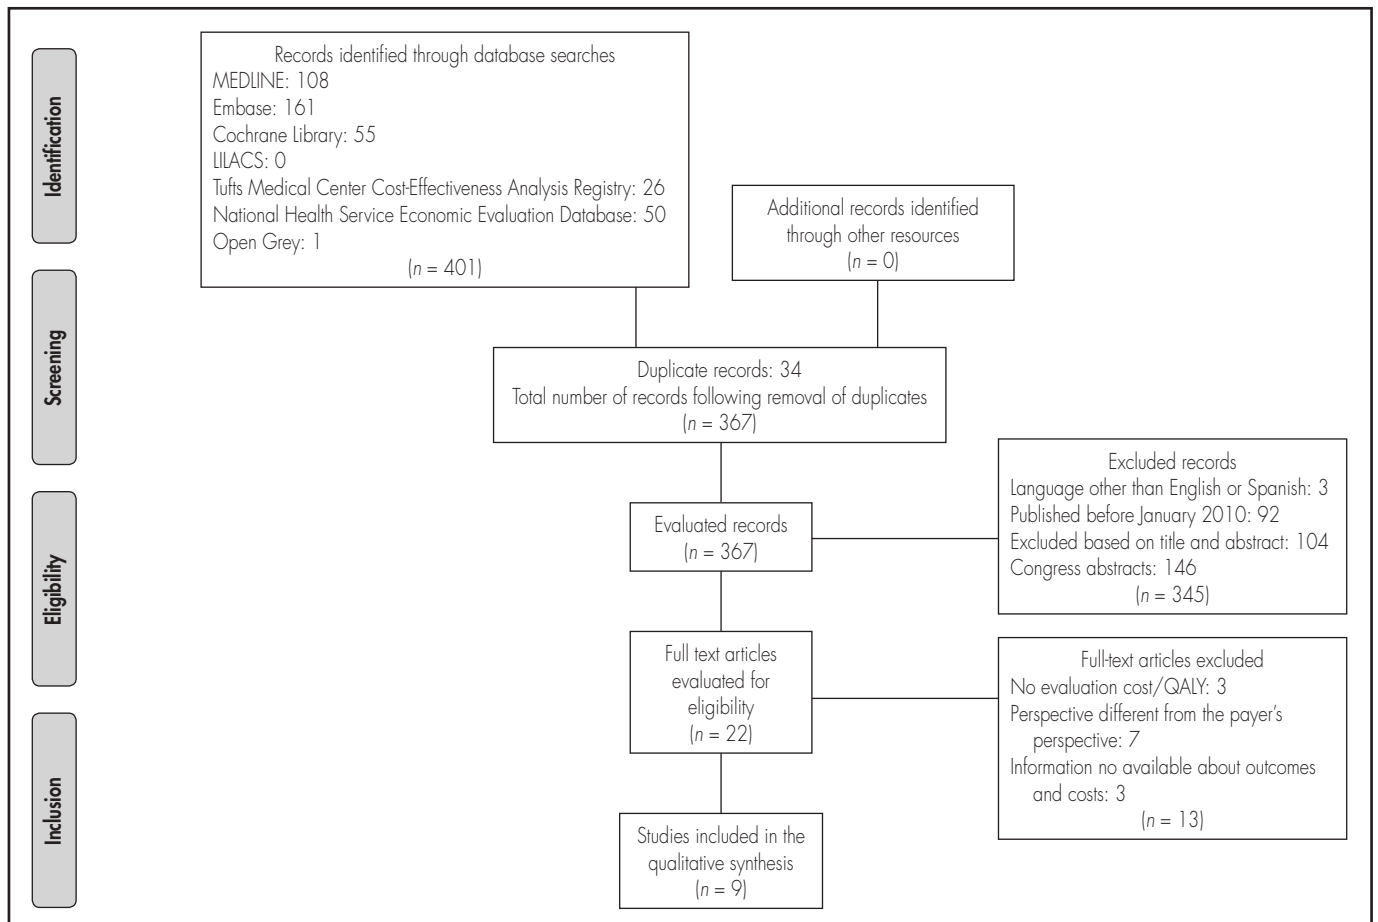 Identification
Records identified through database searches
MEDLINE: 108
Embase: 161
Cochrane Library: 55
LILACS: 0
Tufts Medical Center Cost-Effectiveness Analysis Registry: 26
National Health Service Economic Evaluation Database: 50
Open Grey: 1
(n = 401)
Additional records identified
through other resources
(n = 0)
Screening
Duplicate records: 34
Total number of records following removal of duplicates
(n = 367)
Excluded records
Language other than English or Spanish: 3
Published before January 2010: 92
Excluded based on title and abstract: 104
Congress abstracts: 146
(n = 345)
Evaluated records
(n = 367)
Eligibility
Full text articles
evaluated for
eligibility
(n = 22)
Full-text articles excluded
No evaluation cost/QALY: 3
Perspective different from the payer's
perspective: 7
Information no available about outcomes
and costs: 3
(n = 13)
Inclusion
Studies included in the
qualitative synthesis
(n = 9)